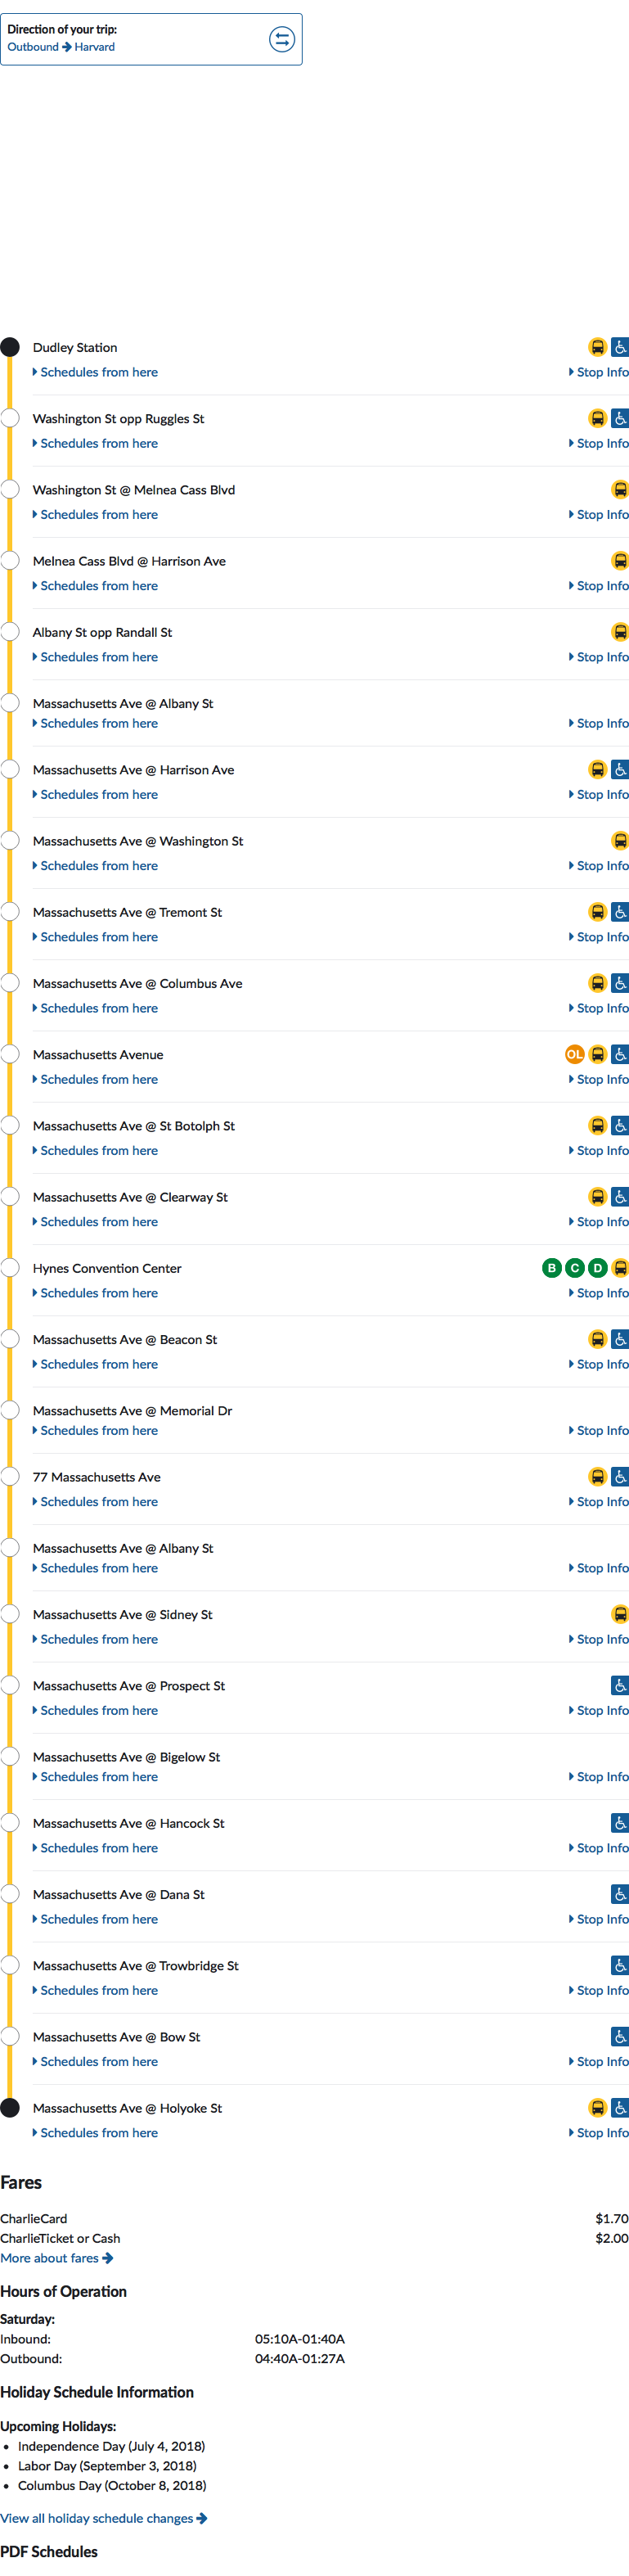 Direction of your trip:
Outbound → Harvard
Dudley Station
Schedules from here Stop Info
Washington St opp Ruggles St
Schedules from here Stop Info
Washington St @ Melnea Cass Blvd
Schedules from here Stop Info
Melnea Cass Blvd @ Harrison Ave
Schedules from here Stop Info
Albany St opp Randall St
Schedules from here Stop Info
Massachusetts Ave @ Albany St
Schedules from here Stop Info
Massachusetts Ave @ Harrison Ave
Schedules from here Stop Info
Massachusetts Ave @ Washington St
Schedules from here Stop Info
Massachusetts Ave @ Tremont St
Schedules from here Stop Info
Massachusetts Ave @ Columbus Ave
Schedules from here Stop Info
Massachusetts Avenue OL
Schedules from here Stop Info
Massachusetts Ave @ St Botolph St
Schedules from here Stop Info
Massachusetts Ave @ Clearway St
Schedules from here Stop Info
Hynes Convention Center B C D
Schedules from here Stop Info
Massachusetts Ave @ Beacon St
Schedules from here Stop Info
Massachusetts Ave @ Memorial Dr
Schedules from here Stop Info
77 Massachusetts Ave
Schedules from here Stop Info
Massachusetts Ave @ Albany St
Schedules from here Stop Info
Massachusetts Ave @ Sidney St
Schedules from here Stop Info
Massachusetts Ave @ Prospect St
Schedules from here Stop Info
Massachusetts Ave @ Bigelow St
Schedules from here Stop Info
Massachusetts Ave @ Hancock St
Schedules from here Stop Info
Massachusetts Ave @ Dana St
Schedules from here Stop Info
Massachusetts Ave @ Trowbridge St
Schedules from here Stop Info
Massachusetts Ave @ Bow St
Schedules from here Stop Info
Massachusetts Ave @ Holyoke St
Schedules from here Stop Info
Fares
CharlieCard $1.70
CharlieTicket or Cash $2.00
More about fares →
Hours of Operation
Saturday:
Inbound: 05:10A-01:40A
Outbound: 04:40A-01:27A
Holiday Schedule Information
Upcoming Holidays:
• Independence Day (July 4, 2018)
• Labor Day (September 3, 2018)
• Columbus Day (October 8, 2018)
View all holiday schedule changes →
PDF Schedules